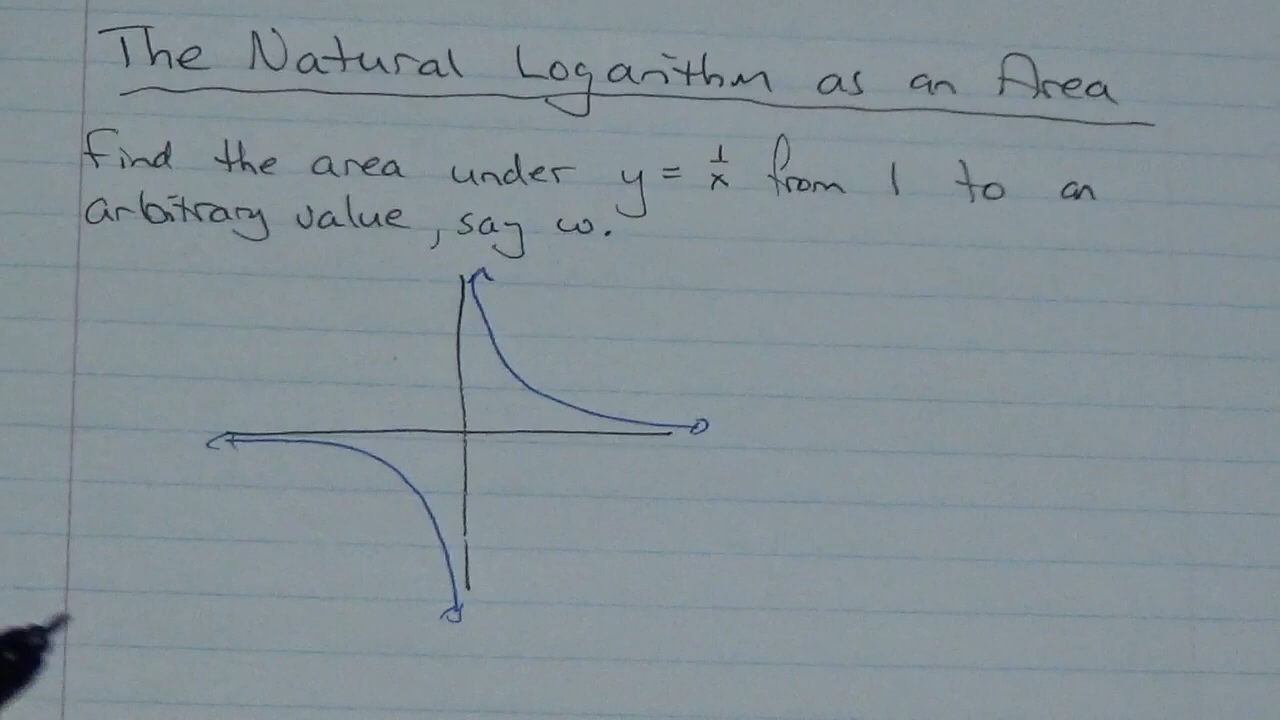 The Natural Logarithm as an Area
Find the area under y = 1/x from 1 to an
arbitrary value, say w.